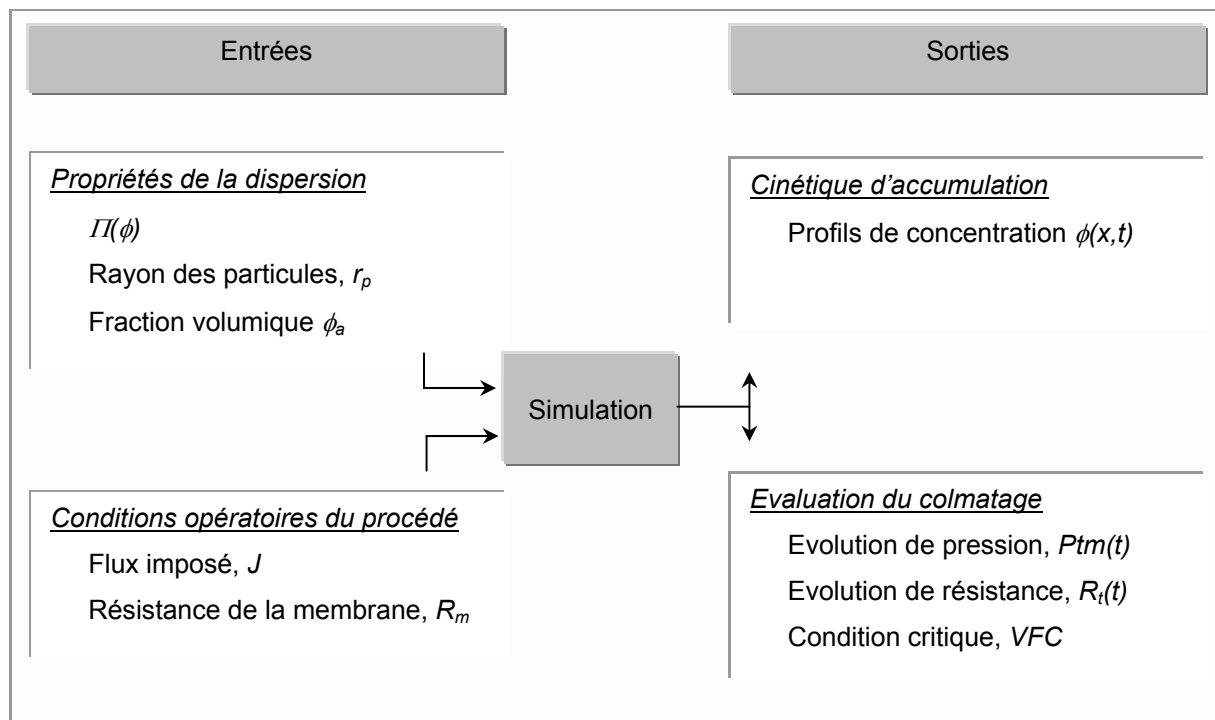 Entrées
Sorties
Propriétés de la dispersion
Π(ϕ)
Rayon des particules, rp
Fraction volumique ϕa
Cinétique d’accumulation
Profils de concentration ϕ(x,t)
Simulation
Conditions opératoires du procédé
Flux imposé, J
Résistance de la membrane, Rm
Evaluation du colmatage
Evolution de pression, Ptm(t)
Evolution de résistance, Rt(t)
Condition critique, VFC